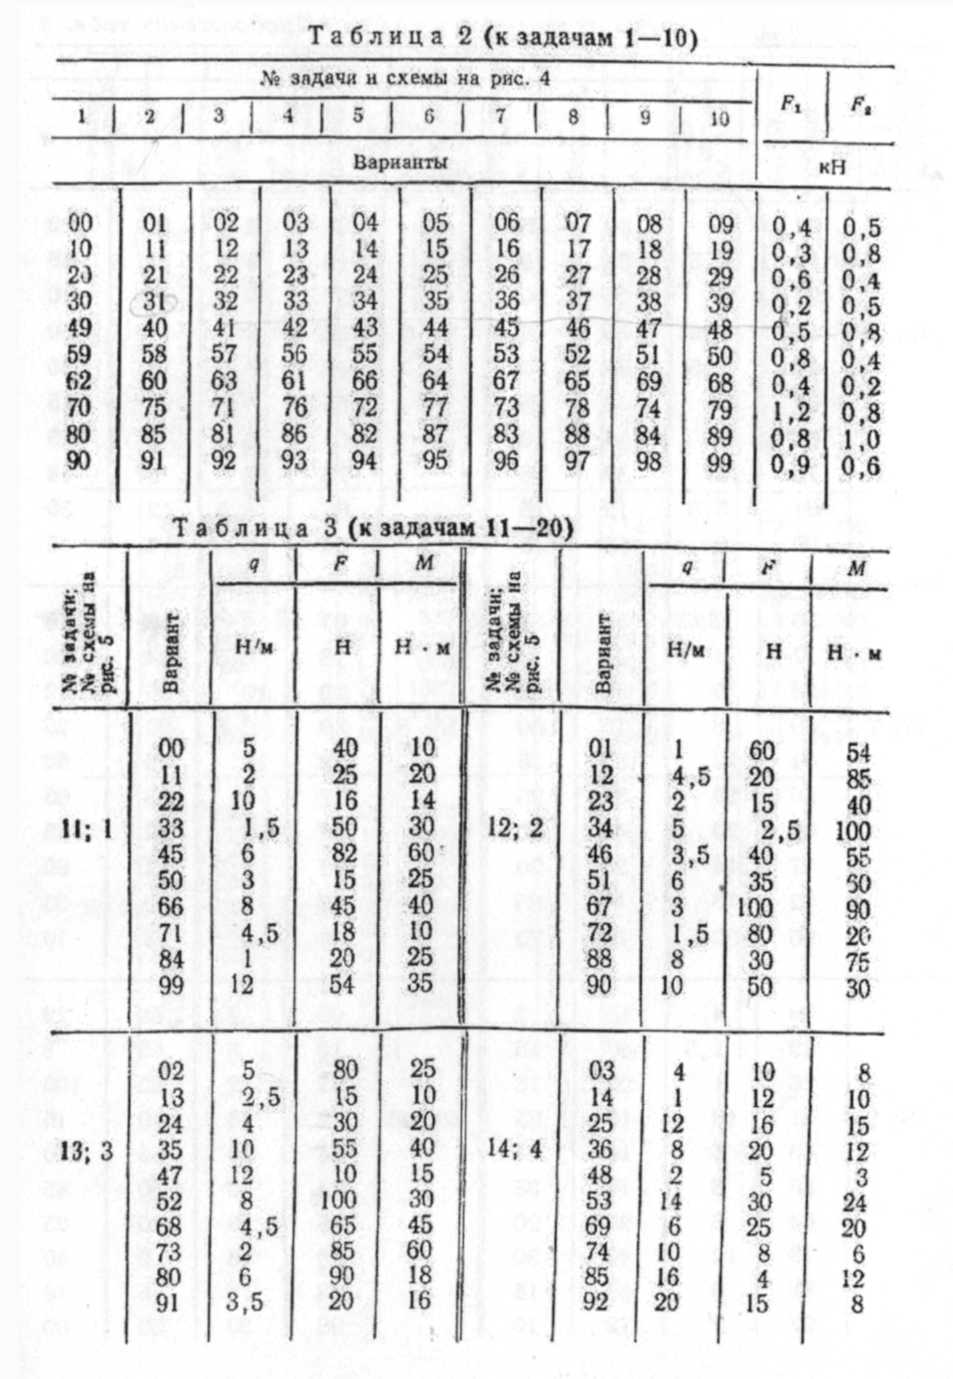 Таблица 2 (к задачам 1—10)
№ задачи и схемы на рис. 4 F₁ F₂
1 2 3 4 5 6 7 8 9 10
Варианты кН
00 01 02 03 04 05 06 07 08 09 0,4 0,5
10 11 12 13 14 15 16 17 18 19 0,3 0,8
20 21 22 23 24 25 26 27 28 29 0,6 0,4
30 31 32 33 34 35 36 37 38 39 0,2 0,5
49 40 41 42 43 44 45 46 47 48 0,5 0,8
59 58 57 56 55 54 53 52 51 50 0,8 0,4
62 60 63 61 66 64 67 65 69 68 0,4 0,2
70 75 71 76 72 77 73 78 74 79 1,2 0,8
80 85 81 86 82 87 83 88 84 89 0,8 1,0
90 91 92 93 94 95 96 97 98 99 0,9 0,6
Таблица 3 (к задачам 11—20)
№ задачи; № схемы на рис. 5 Вариант q F M № задачи; № схемы на рис. 5 Вариант q F M
Н/м Н Н · м Н/м Н Н · м
00 5 40 10 01 1 60 54
11 2 25 20 12 4,5 20 85
22 10 16 14 23 2 15 40
11; 1 33 1,5 50 30 12; 2 34 5 2,5 100
45 6 82 60 46 3,5 40 55
50 3 15 25 51 6 35 50
66 8 45 40 67 3 100 90
71 4,5 18 10 72 1,5 80 20
84 1 20 25 88 8 30 75
99 12 54 35 90 10 50 30
02 5 80 25 03 4 10 8
13 2,5 15 10 14 1 12 10
24 4 30 20 25 12 16 15
13; 3 35 10 55 40 14; 4 36 8 20 12
47 12 10 15 48 2 5 3
52 8 100 30 53 14 30 24
68 4,5 65 45 69 6 25 20
73 2 85 60 74 10 8 6
80 6 90 18 85 16 4 12
91 3,5 20 16 92 20 15 8